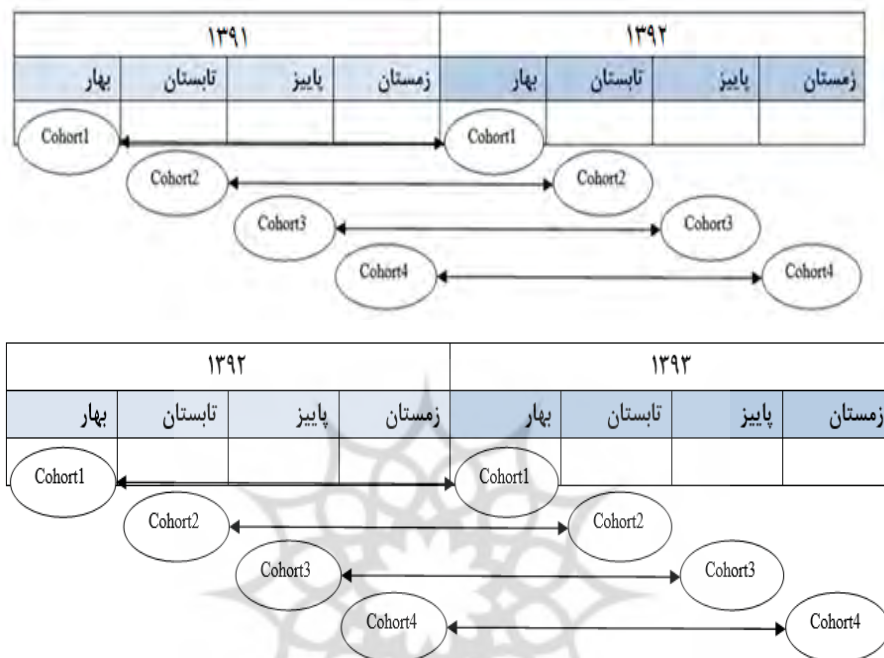 ۱۳۹۱ ۱۳۹۲
بهار تابستان پاییز زمستان بهار تابستان پاییز زمستان
Cohort1 Cohort1
Cohort2 Cohort2
Cohort3 Cohort3
Cohort4 Cohort4
۱۳۹۲ ۱۳۹۳
بهار تابستان پاییز زمستان بهار تابستان پاییز زمستان
Cohort1 Cohort1
Cohort2 Cohort2
Cohort3 Cohort3
Cohort4 Cohort4